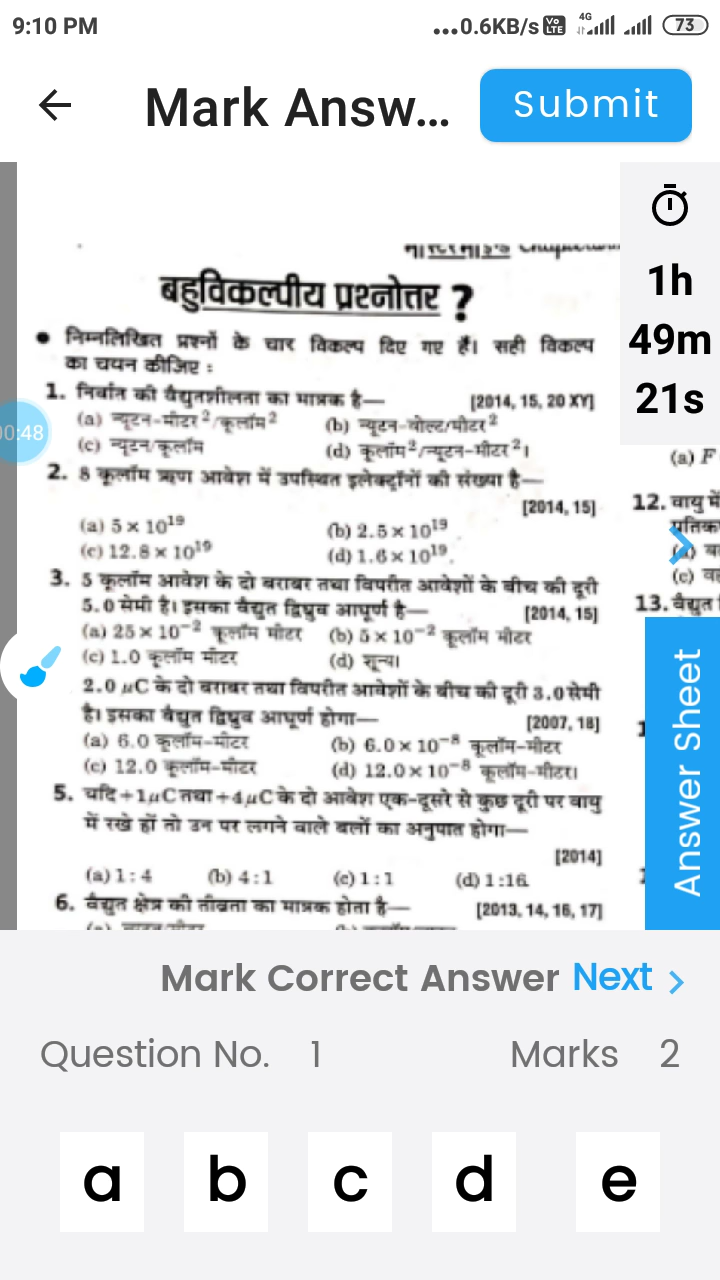 9:10 PM
...0.6KB/s Vo LTE 4G 73
Mark Answ... Submit
1h
49m
21s
00:48
बहुविकल्पीय प्रश्नोत्तर ?
● निम्नलिखित प्रश्नों के चार विकल्प दिए गए हैं। सही विकल्प
का चयन कीजिए :
1. निर्वात की वैद्युतशीलता का मात्रक है— [2014, 15, 20 XY]
(a) न्यूटन-मीटर²/कूलॉम² (b) न्यूटन-वोल्ट/मीटर²
(c) न्यूटन/कूलॉम (d) कूलॉम²/न्यूटन-मीटर²।
2. 8 कूलॉम ऋण आवेश में उपस्थित इलेक्ट्रॉनों की संख्या है—
[2014, 15]
(a) 5 × 10¹⁹ (b) 2.5 × 10¹⁹
(c) 12.8 × 10¹⁹ (d) 1.6 × 10¹⁹.
3. 5 कूलॉम आवेश के दो बराबर तथा विपरीत आवेशों के बीच की दूरी
5.0 सेमी है। इसका वैद्युत द्विध्रुव आघूर्ण है— [2014, 15]
(a) 25 × 10⁻² कूलॉम मीटर (b) 5 × 10⁻² कूलॉम मीटर
(c) 1.0 कूलॉम मीटर (d) शून्य।
2.0 μC के दो बराबर तथा विपरीत आवेशों के बीच की दूरी 3.0 सेमी
है। इसका वैद्युत द्विध्रुव आघूर्ण होगा— [2007, 18]
(a) 6.0 कूलॉम-मीटर (b) 6.0 × 10⁻⁸ कूलॉम-मीटर
(c) 12.0 कूलॉम-मीटर (d) 12.0 × 10⁻⁸ कूलॉम-मीटर।
5. यदि +1μC तथा +4μC के दो आवेश एक-दूसरे से कुछ दूरी पर वायु
में रखे हों तो उन पर लगने वाले बलों का अनुपात होगा—
[2014]
(a) 1 : 4 (b) 4 : 1 (c) 1 : 1 (d) 1 : 16
6. वैद्युत क्षेत्र की तीव्रता का मात्रक होता है— [2013, 14, 16, 17]
(a) F
12. वायु में
(c)
13. वैद्युत
Answer Sheet
Mark Correct Answer Next >
Question No. 1 Marks 2
a b c d e